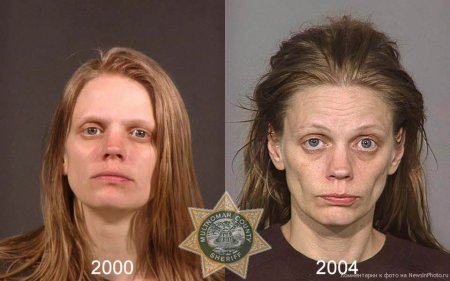 MULTNOMAH COUNTY
SHERIFF
2000
2004
Комментарии к фото на NewsInPhoto.ru